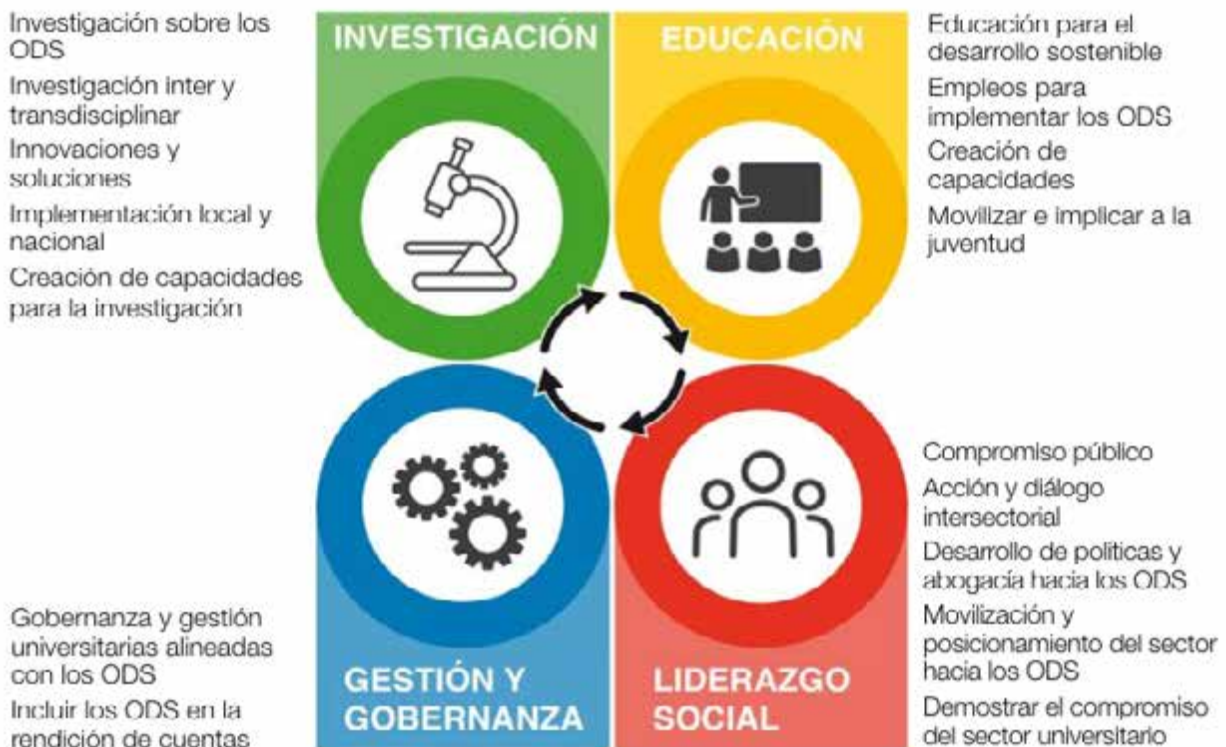 Investigación sobre los
ODS
Investigación inter y
transdisciplinar
Innovaciones y
soluciones
Implementación local y
nacional
Creación de capacidades
para la investigación
INVESTIGACIÓN
EDUCACIÓN
Educación para el
desarrollo sostenible
Empleos para
implementar los ODS
Creación de
capacidades
Movilizar e implicar a la
juventud
Gobernanza y gestión
universitarias alineadas
con los ODS
Incluir los ODS en la
rendición de cuentas
GESTIÓN Y
GOBERNANZA
LIDERAZGO
SOCIAL
Compromiso público
Acción y diálogo
intersectorial
Desarrollo de políticas y
abogacía hacia los ODS
Movilización y
posicionamiento del sector
hacia los ODS
Demostrar el compromiso
del sector universitario